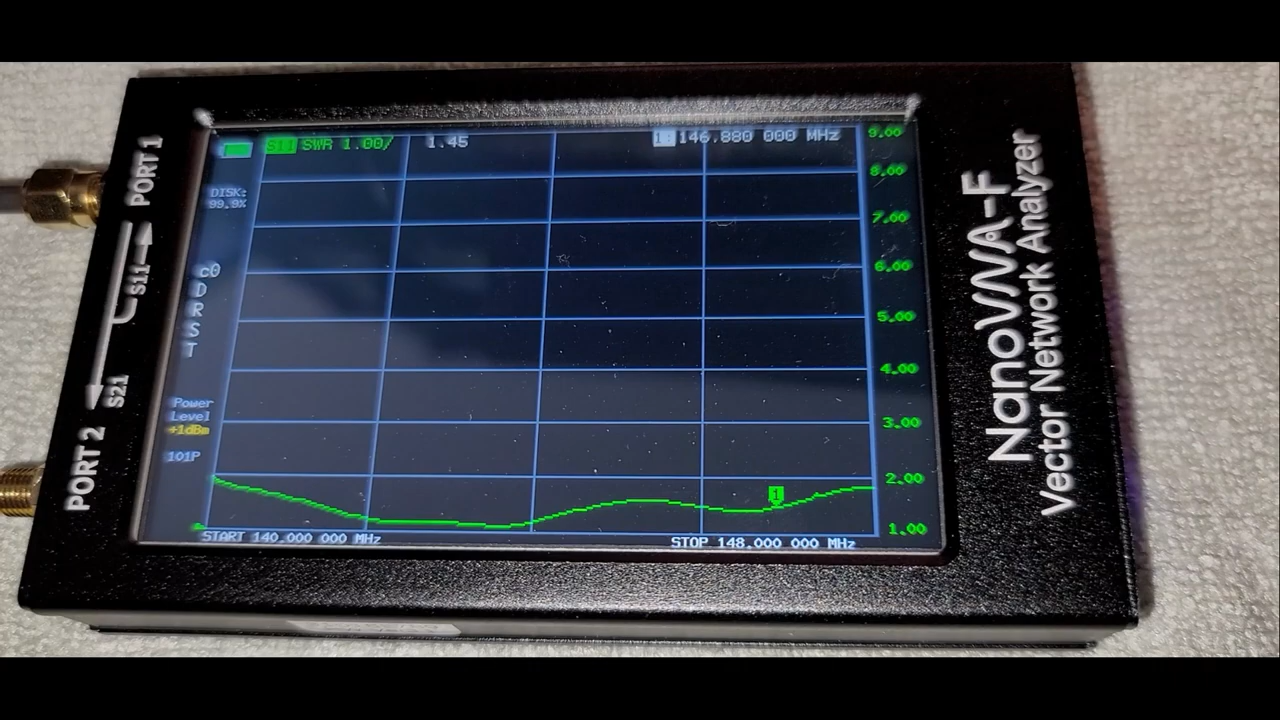 S11 SWR 1.00/ 1.45 1: 146.880 000 MHz
DISK:
99.9%
c0
D
R
S
T
Power
Level
+1dBm
101P
9.00
8.00
7.00
6.00
5.00
4.00
3.00
2.00
1.00
1
START 140.000 000 MHz
STOP 148.000 000 MHz
PORT 1
S11
S21
PORT 2
NanoVNA-F
Vector Network Analyzer